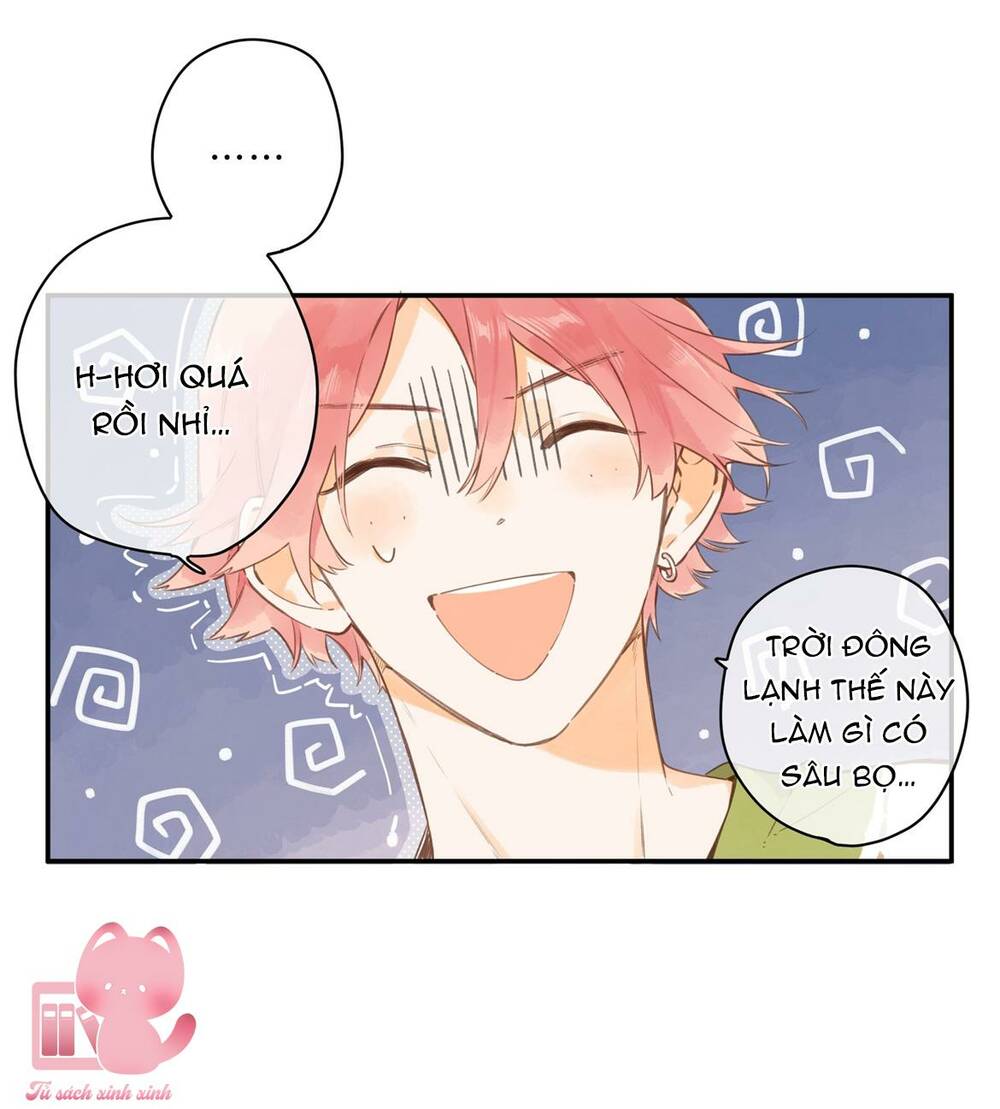 ......
H-HƠI QUÁ
RỒI NHỈ...
TRỜI ĐÔNG
LẠNH THẾ NÀY
LÀM GÌ CÓ
SÂU BỌ...
Tủ sách xinh xinh